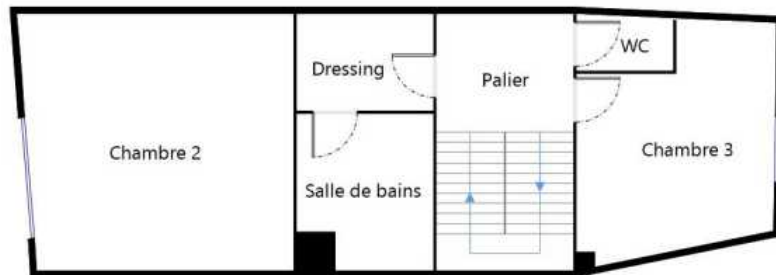 WC
Dressing
Palier
Chambre 2
Chambre 3
Salle de bains